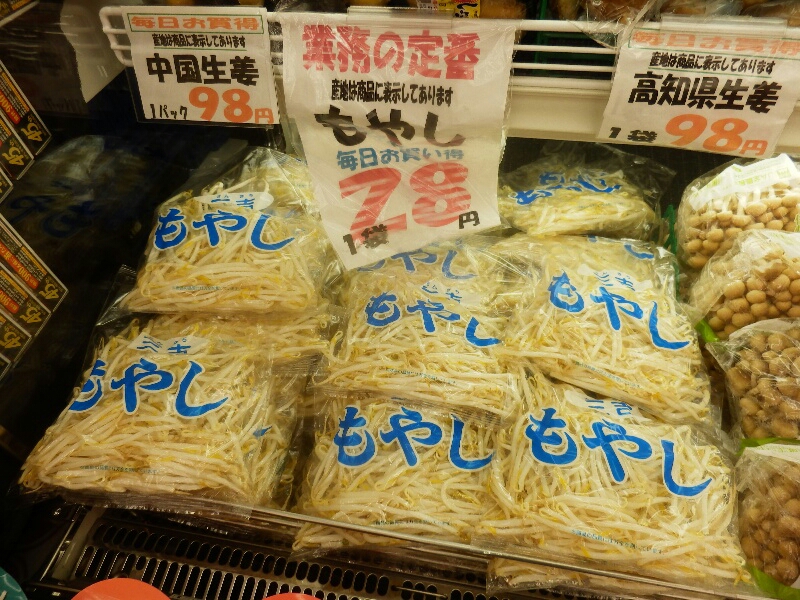 毎日お買得
産地は商品に表示してあります
中国生姜
1パック 98円
業務の定番
産地は商品に表示してあります
もやし
毎日お買い得
1袋 28円
毎日お買得
産地は商品に表示してあります
高知県生姜
1袋 98円
もやし
もやし
もやし
もやし
もやし
もやし
もやし
もやし